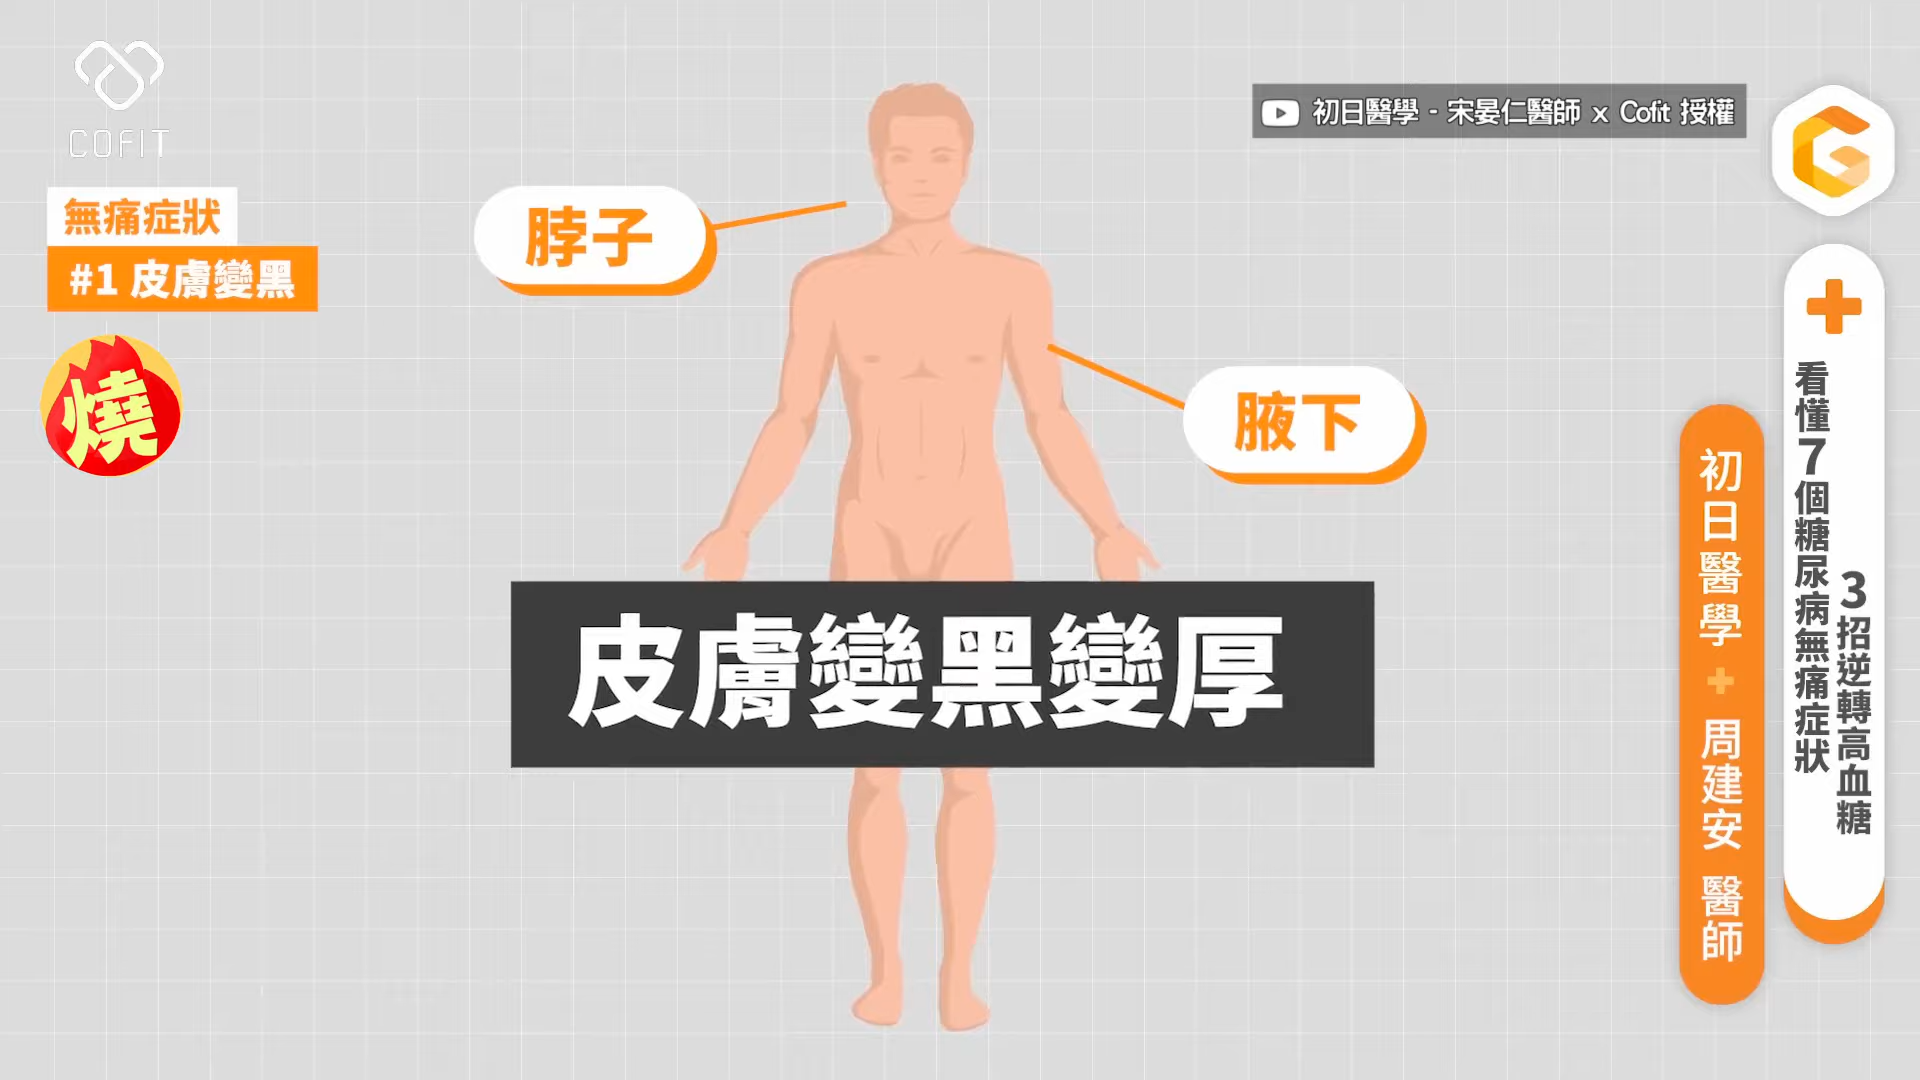 COFIT
初日醫學 - 宋晏仁醫師 x Cofit 授權
無痛症狀
#1 皮膚變黑
燒
脖子
腋下
皮膚變黑變厚
看懂7個糖尿病無痛症狀
3招逆轉高血糖
初日醫學 + 周建安 醫師